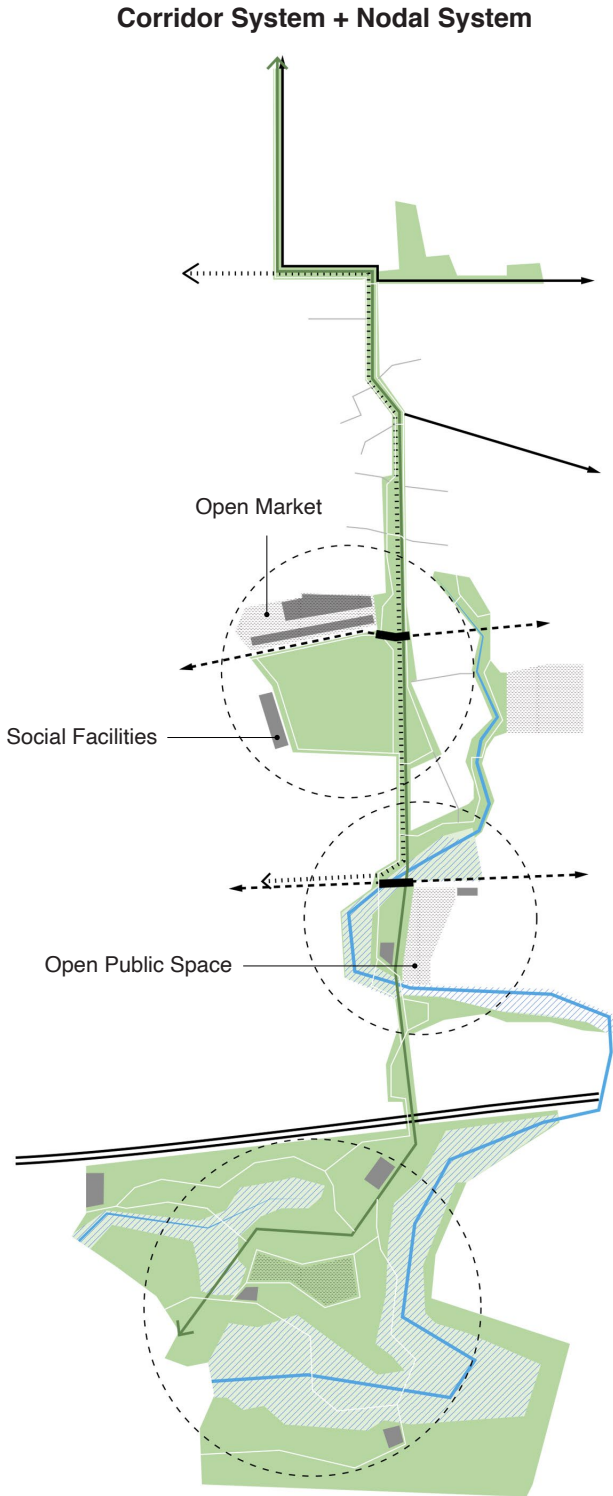 Corridor System + Nodal System
Open Market
Social Facilities
Open Public Space